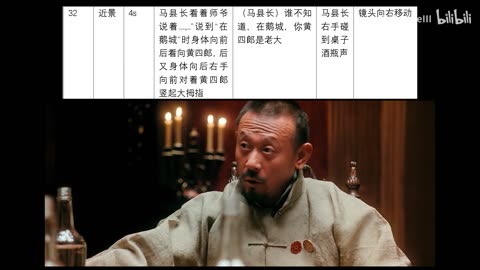 32 近景 4s 马县长看着师爷 （马县长）谁不 马县长 镜头向右移动
说着……”说到“在 知道，在鹅城，你黄 右手碰
鹅城”时身体向前 四郎是老大 到桌子
后看向黄四郎，后 酒瓶声
又身体向后右手
向前对着黄四郎
竖起大拇指
bilibili